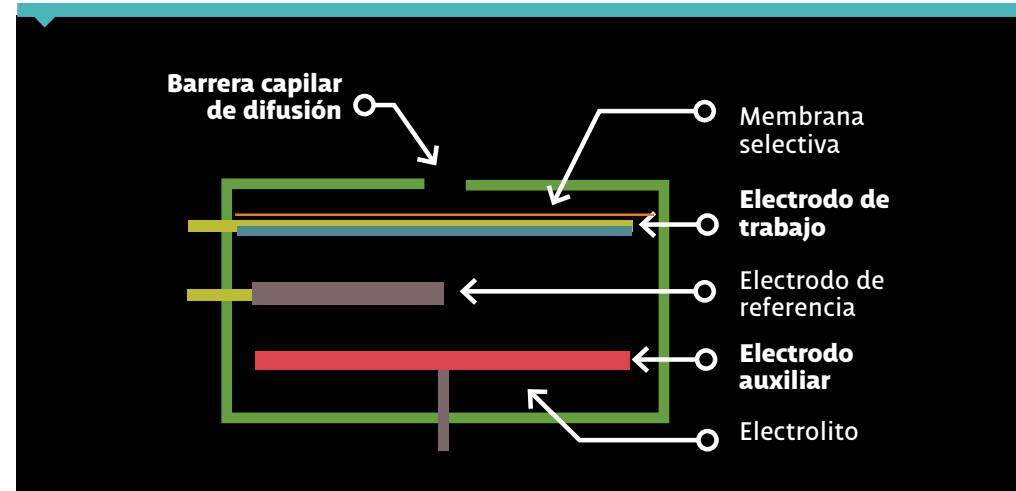 Barrera capilar
de difusión
Membrana
selectiva
Electrodo de
trabajo
Electrodo de
referencia
Electrodo
auxiliar
Electrolito